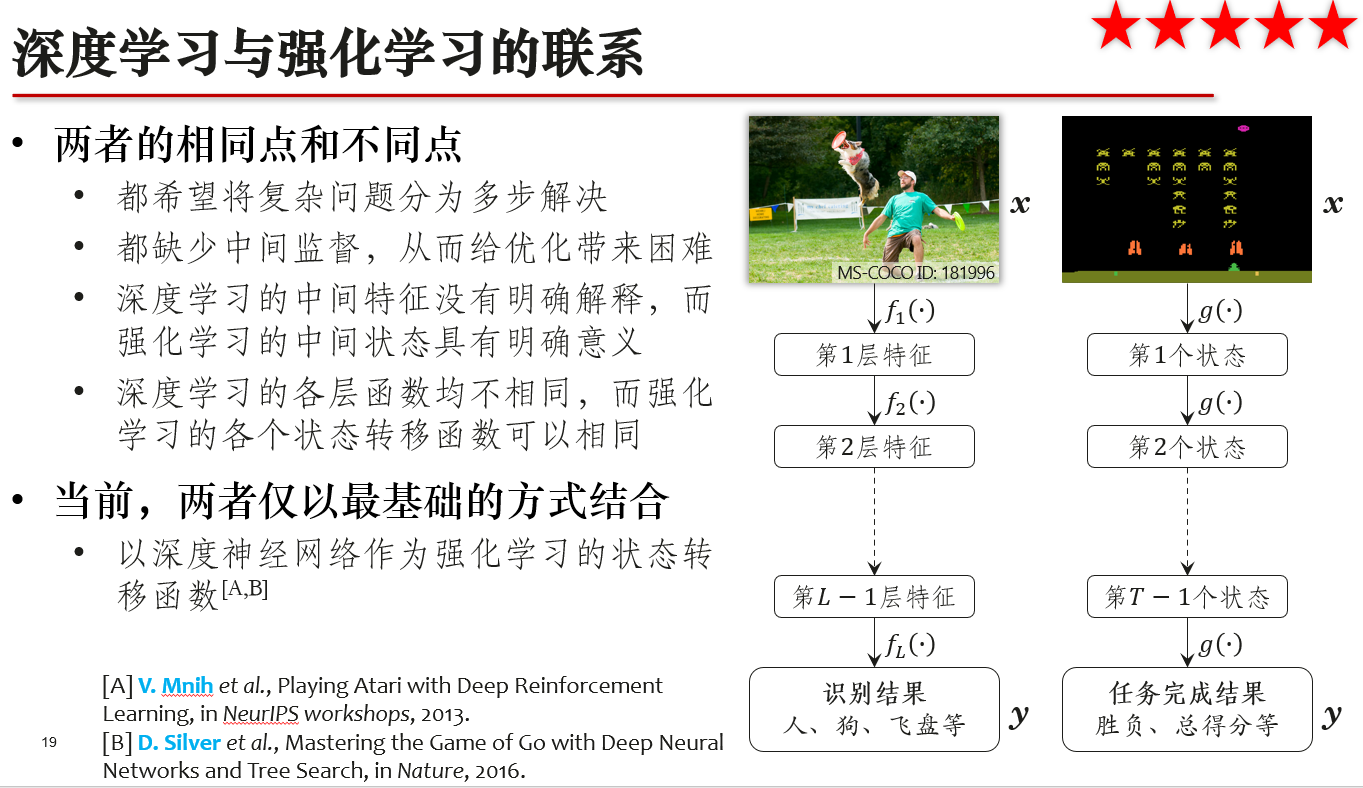 深度学习与强化学习的联系
• 两者的相同点和不同点
• 都希望将复杂问题分为多步解决
• 都缺少中间监督，从而给优化带来困难
• 深度学习的中间特征没有明确解释，而
强化学习的中间状态具有明确意义
• 深度学习的各层函数均不相同，而强化
学习的各个状态转移函数可以相同
• 当前，两者仅以最基础的方式结合
• 以深度神经网络作为强化学习的状态转
移函数[A,B]
[A] V. Mnih et al., Playing Atari with Deep Reinforcement
Learning, in NeurIPS workshops, 2013.
[B] D. Silver et al., Mastering the Game of Go with Deep Neural
Networks and Tree Search, in Nature, 2016.
19
MS-COCO ID: 181996
x
f₁(·)
第1层特征
f₂(·)
第2层特征
第L − 1层特征
f_L(·)
识别结果
人、狗、飞盘等
y
x
g(·)
第1个状态
g(·)
第2个状态
第T − 1个状态
g(·)
任务完成结果
胜负、总得分等
y